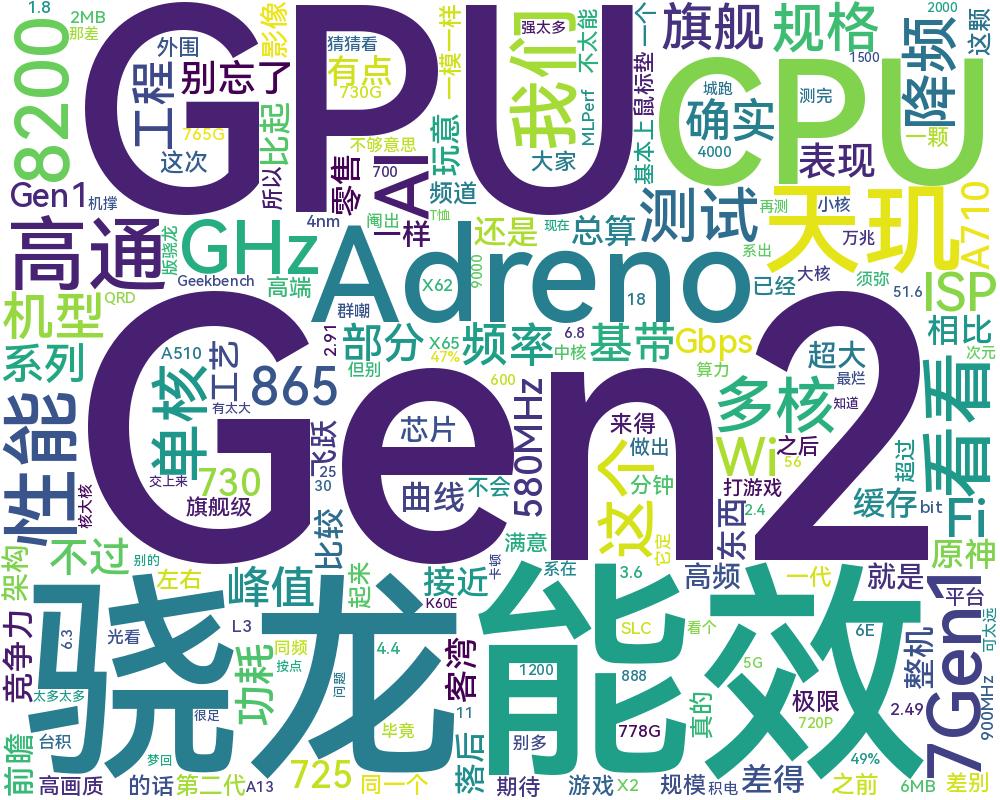 1.8
2MB
那差
8200
外围
工程
别忘了
765G
这次
GPU
影像
所以比起
猜猜看
有点
730G
不够意思
700
零售
AI
一模一样
玩意
频道
强太多
我们
大家
不太能
MLPerf
一个
鼠标垫
基本上
旗舰
规格
CPU
城跑
确实
4000
测完
1500
表现
2000
降频
一颗
这颗
Gen1
机撑
高通
版骁龙
GHz
Geekbench
高端
4nm
闽出
一样
T恤
Adreno
群嘲
X62
9000
还是
现在
总算
18
测试
再测
系出
已经
天玑
小核
万兆
大核
须弥
51.6
A710
ISP
机型
QRD
系列
性能
A510
工艺
865
有太大
单核
交上来
730
旗舰级
核大核
Gen2
2.91
部分
但别
X65
47%
频率
6.8
中核
基带
Gbps
算力
600
飞跃
25
30
芯片
曲线
不会
580MHz
来得
做出
这个
分钟
多核
超大
最烂
知道
Wi
之后
56
打游戏
2.4
东西
它定
超过
缓存
bit
相比
次元
看看
Fi
原神
架构
不过
别的
左右
比较
满意
卡顿
竞争力
6.3
光看
太多太多
台积
很足
梦回
骁龙
峰值
起来
L3
同频
按点
功耗
4.4
问题
毕竟
接近
K60E
客湾
11
落后
能效
系在
3.6
SLC
看个
1200
888
778G
别多
真的
高频
一代
就是
6E
5G
极限
720P
49%
整机
2.49
平台
可太远
7Gen1
900MHz
前瞻
高画质
的话
第二代
A13
725
同一个
期待
游戏
X2
规模
积电
差得
之前
6MB
差别